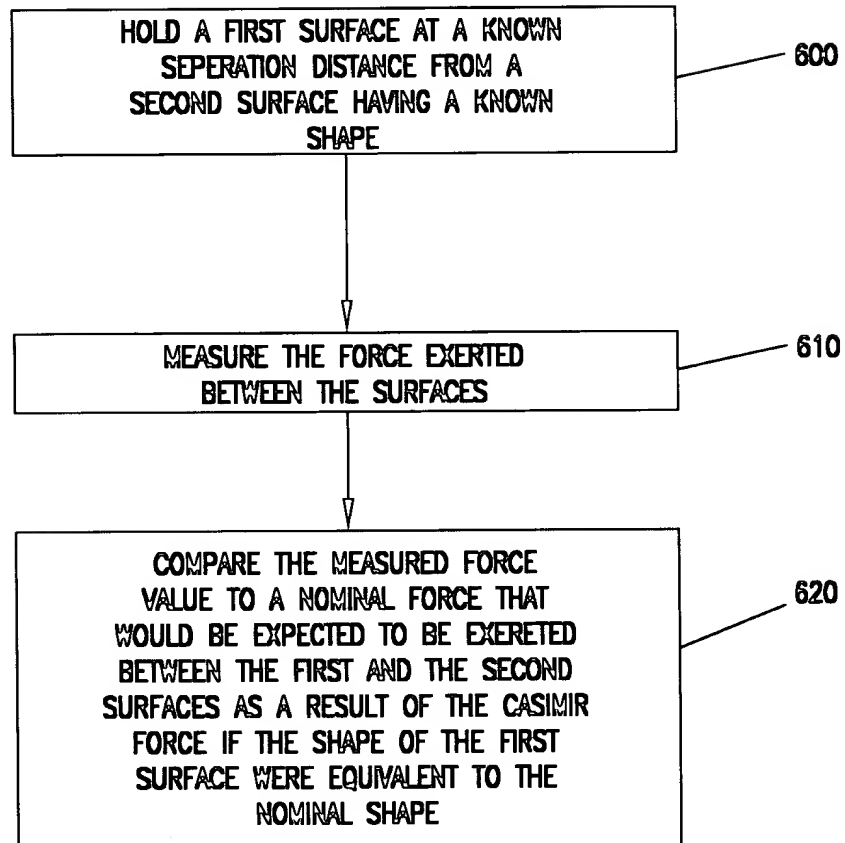 HOLD A FIRST SURFACE AT A KNOWN
SEPERATION DISTANCE FROM A
SECOND SURFACE HAVING A KNOWN
SHAPE
600
MEASURE THE FORCE EXERTED
BETWEEN THE SURFACES
610
COMPARE THE MEASURED FORCE
VALUE TO A NOMINAL FORCE THAT
WOULD BE EXPECTED TO BE EXERETED
BETWEEN THE FIRST AND THE SECOND
SURFACES AS A RESULT OF THE CASIMIR
FORCE IF THE SHAPE OF THE FIRST
SURFACE WERE EQUIVALENT TO THE
NOMINAL SHAPE
620